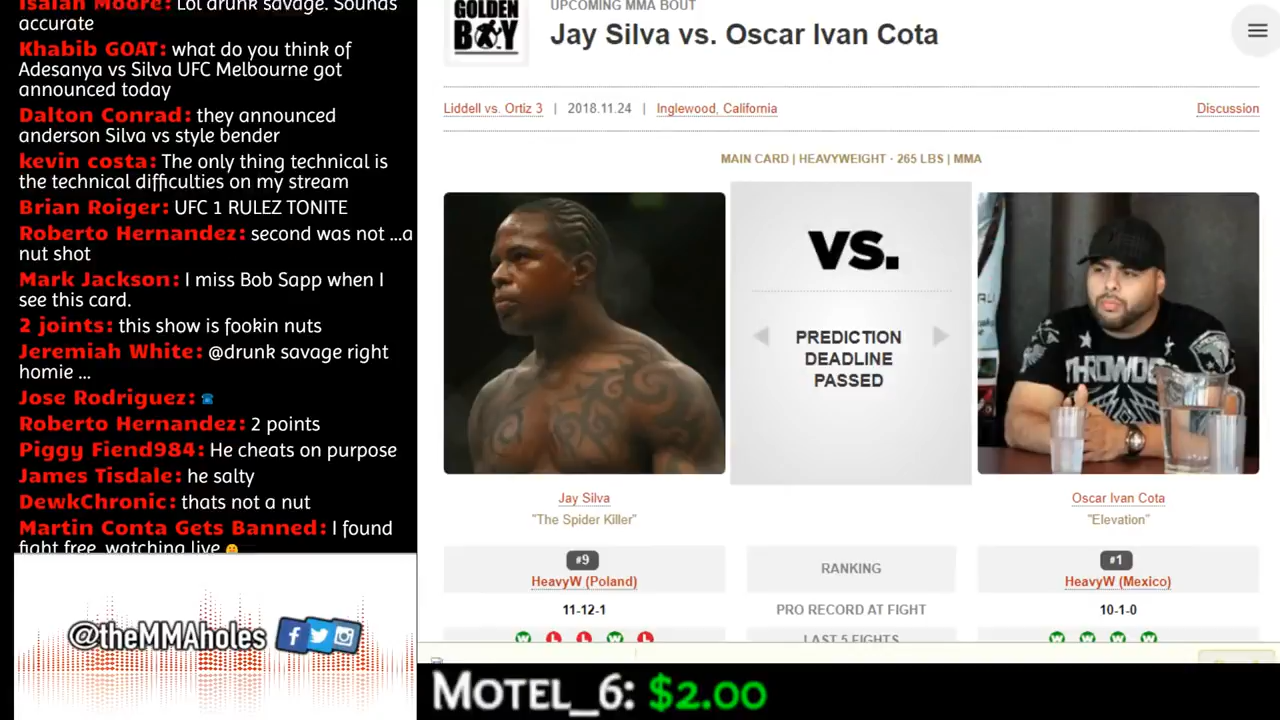 Isaiah Moore: Lol drunk savage. Sounds
accurate
Khabib GOAT: what do you think of
Adesanya vs Silva UFC Melbourne got
announced today
Dalton Conrad: they announced
anderson Silva vs style bender
kevin costa: The only thing technical is
the technical difficulties on my stream
Brian Roiger: UFC 1 RULEZ TONITE
Roberto Hernandez: second was not ...a
nut shot
Mark Jackson: I miss Bob Sapp when I
see this card.
2 joints: this show is fookin nuts
Jeremiah White: @drunk savage right
homie ...
Jose Rodriguez:
Roberto Hernandez: 2 points
Piggy Fiend984: He cheats on purpose
James Tisdale: he salty
DewkChronic: thats not a nut
Martin Conta Gets Banned: I found
fight free, watching live
@theMMAholes
GOLDEN
BOY
UPCOMING MMA BOUT
Jay Silva vs. Oscar Ivan Cota
Liddell vs. Ortiz 3 | 2018.11.24 | Inglewood, California
Discussion
MAIN CARD | HEAVYWEIGHT · 265 LBS | MMA
VS.
PREDICTION
DEADLINE
PASSED
THROWDO
Jay Silva
"The Spider Killer"
Oscar Ivan Cota
"Elevation"
#9
HeavyW (Poland)
RANKING
#1
HeavyW (Mexico)
11-12-1
PRO RECORD AT FIGHT
10-1-0
W L L W L
LAST 5 FIGHTS
W W W W
MOTEL_6: $2.00